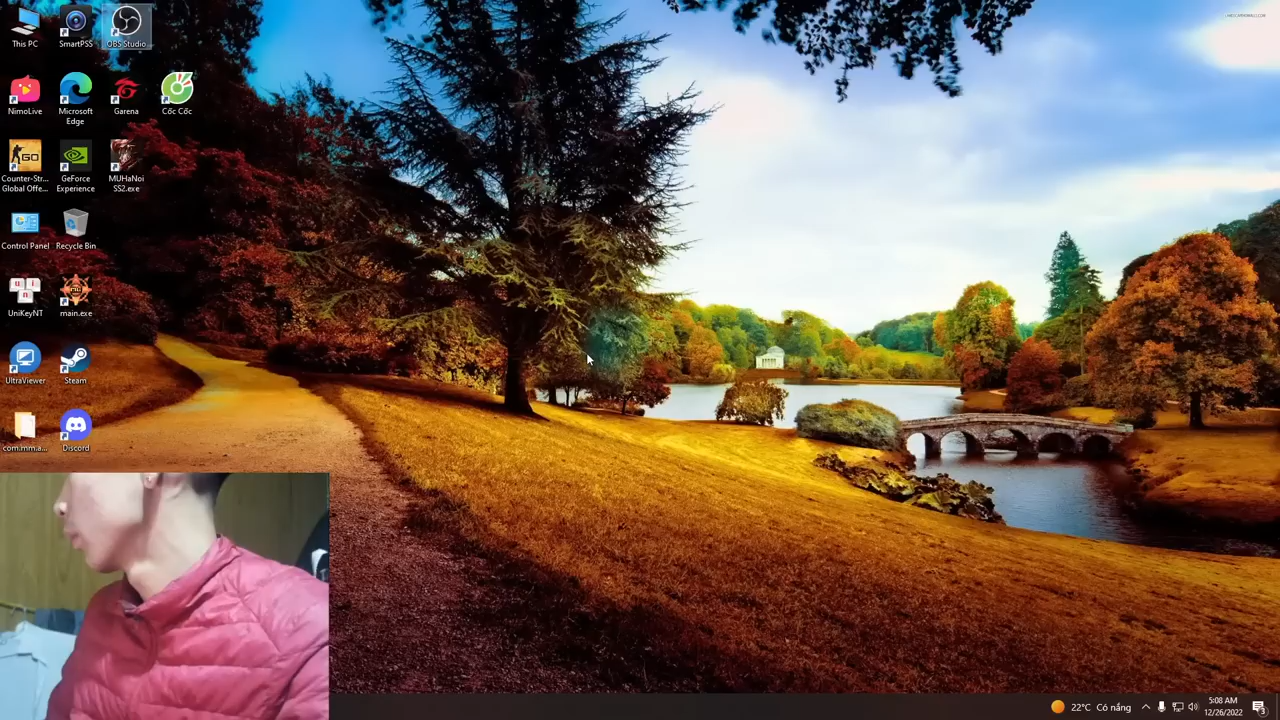 This PC
SmartPSS
OBS Studio
NimoLive
Microsoft
Edge
Garena
Cốc Cốc
Counter-Str...
Global Offe...
GeForce
Experience
MUHaNoi
SS2.exe
Control Panel
Recycle Bin
UniKeyNT
main.exe
UltraViewer
Steam
com.mm.a...
Discord
22°C Có nắng
5:08 AM
12/26/2022